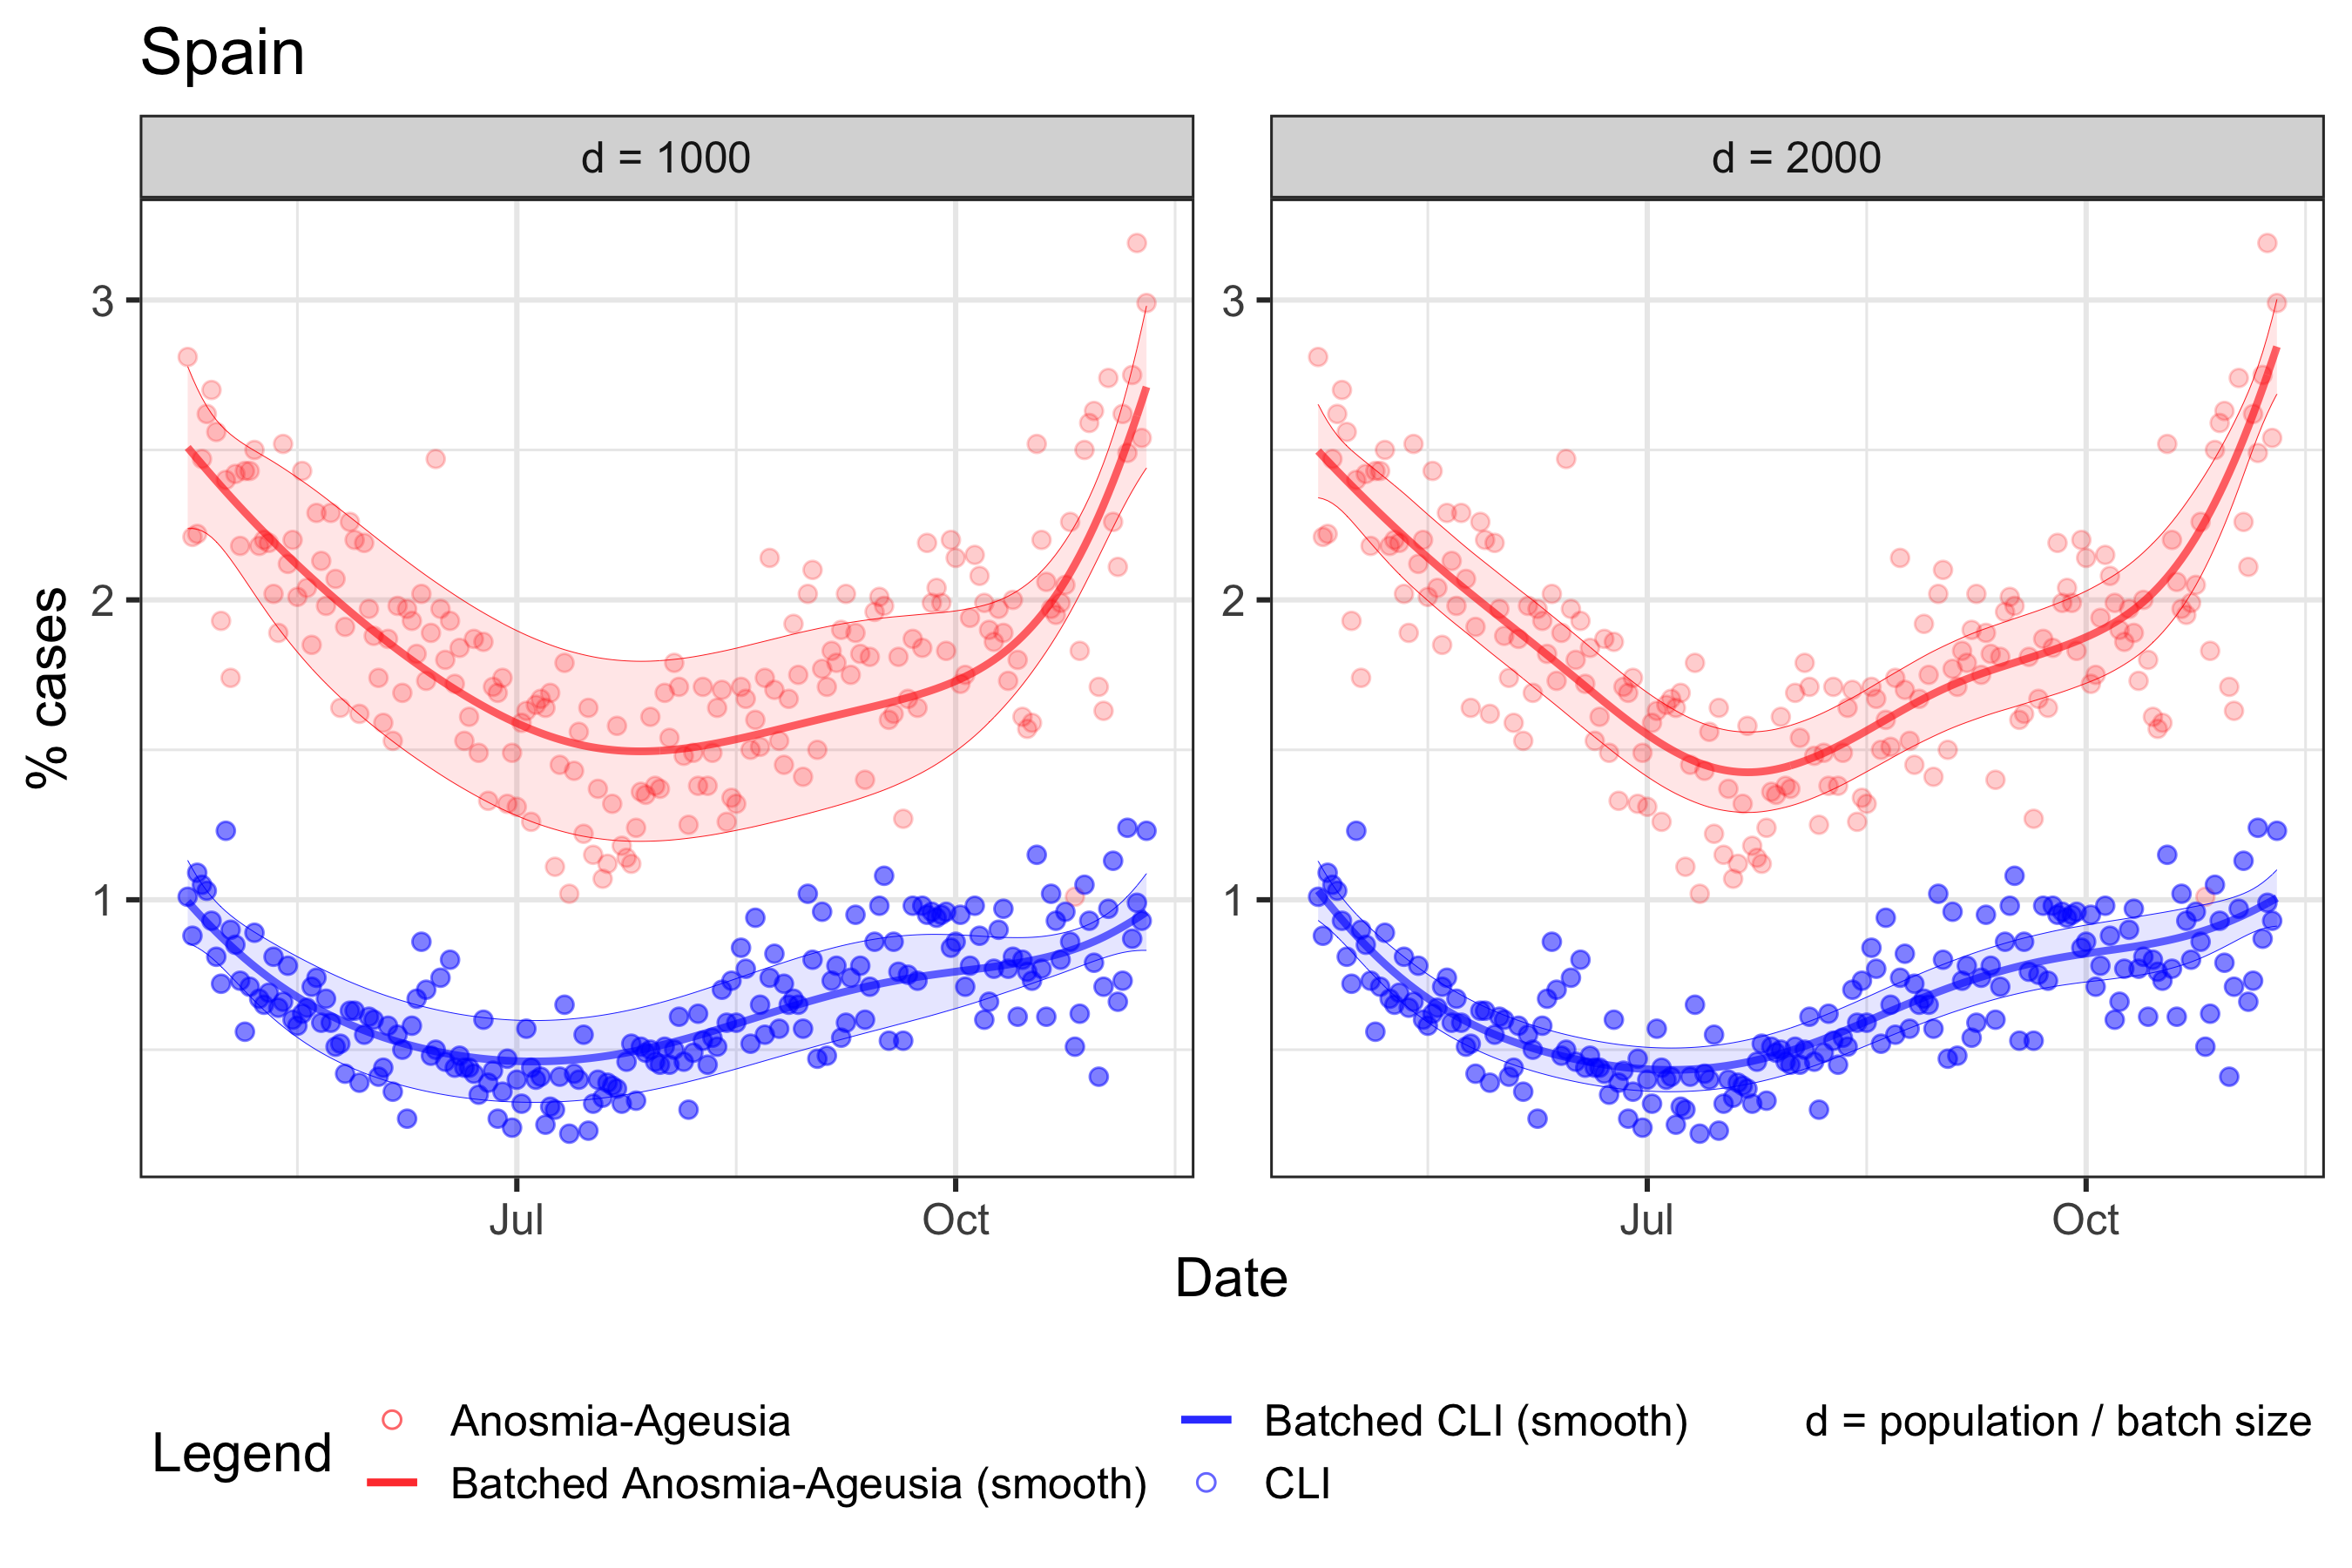 Spain
d = 1000
d = 2000
% cases
3
2
1
3
2
1
Jul
Oct
Jul
Oct
Date
Legend
Anosmia-Ageusia
Batched Anosmia-Ageusia (smooth)
Batched CLI (smooth)
CLI
d = population / batch size